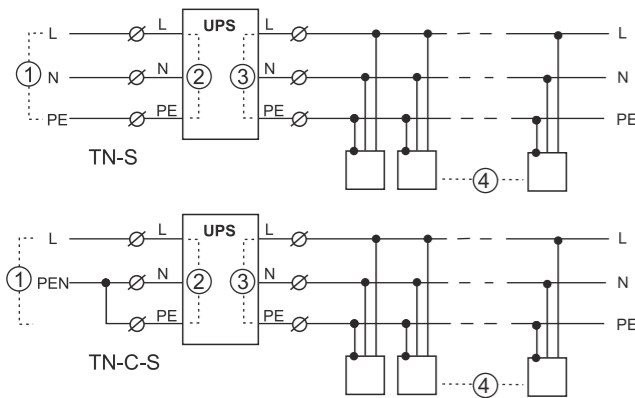 L L UPS L L
1 N N 2 3 N N
PE PE PE PE
TN-S 4
L L UPS L L
1 PEN N 2 3 N N
PE PE PE
TN-C-S 4